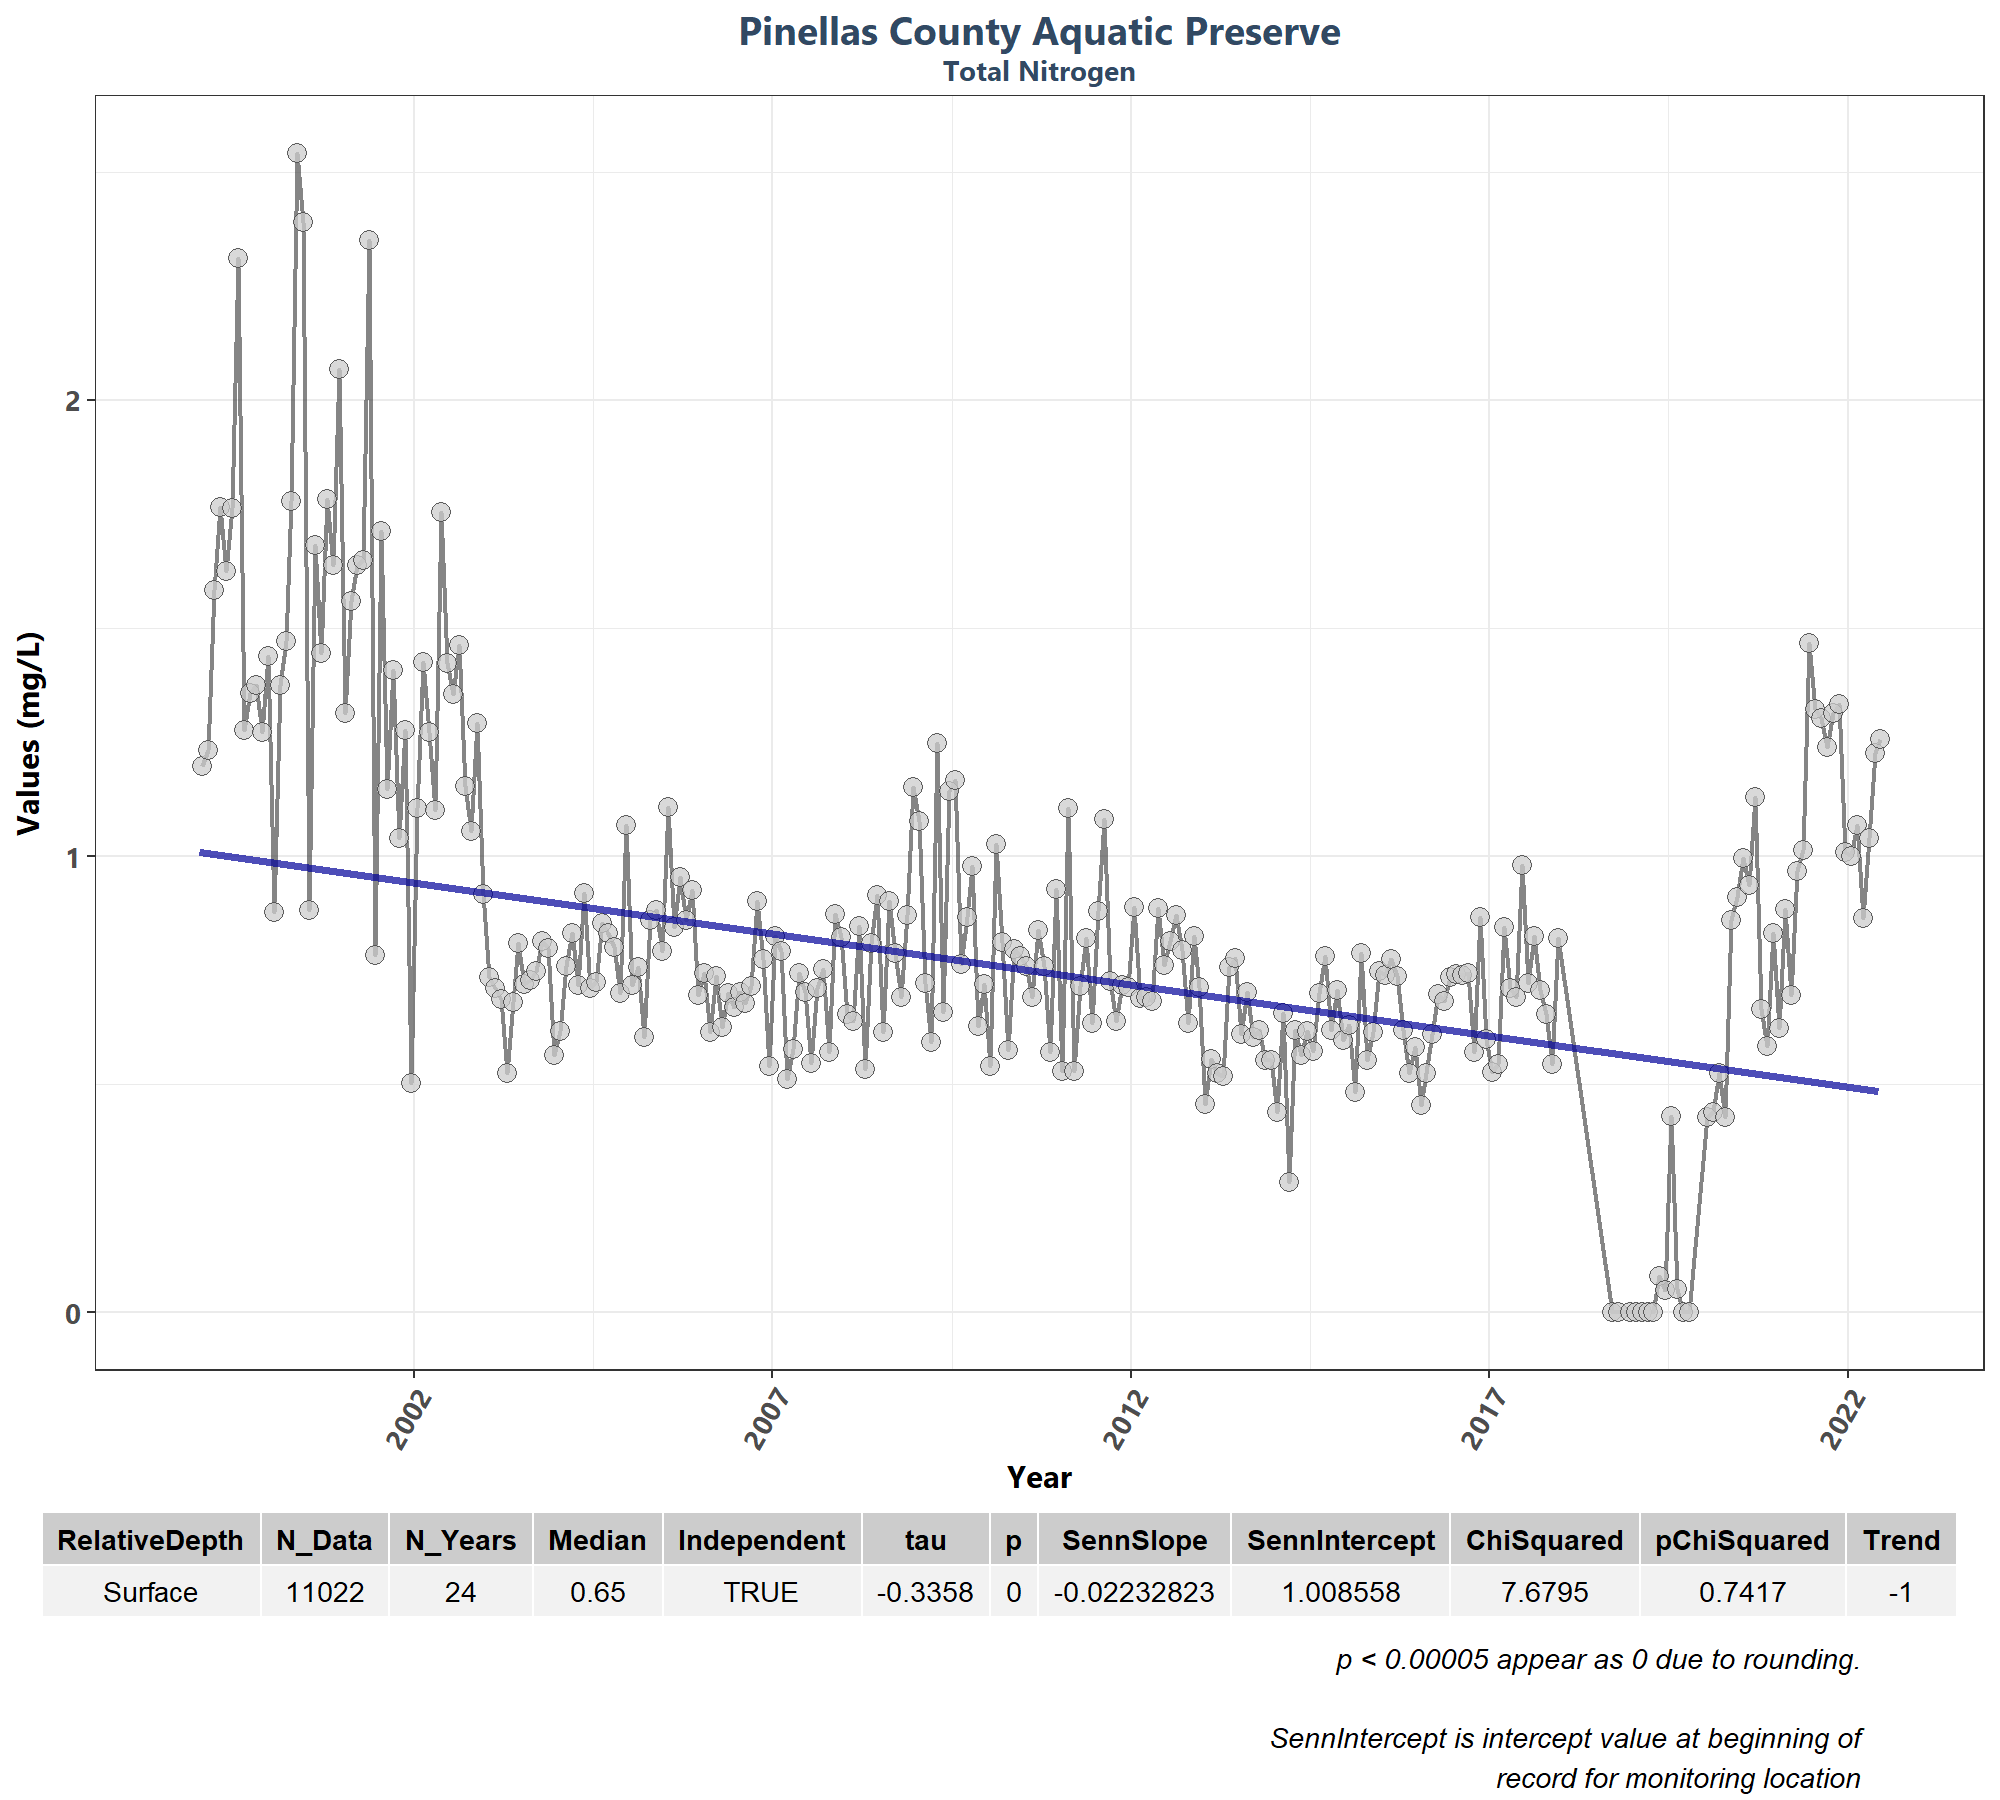 Pinellas County Aquatic Preserve
Total Nitrogen
Values (mg/L)
2
1
0
2002 2007 2012 2017 2022
Year
RelativeDepth N_Data N_Years Median Independent tau p SennSlope SennIntercept ChiSquared pChiSquared Trend
Surface 11022 24 0.65 TRUE -0.3358 0 -0.02232823 1.008558 7.6795 0.7417 -1
p < 0.00005 appear as 0 due to rounding.
SennIntercept is intercept value at beginning of
record for monitoring location